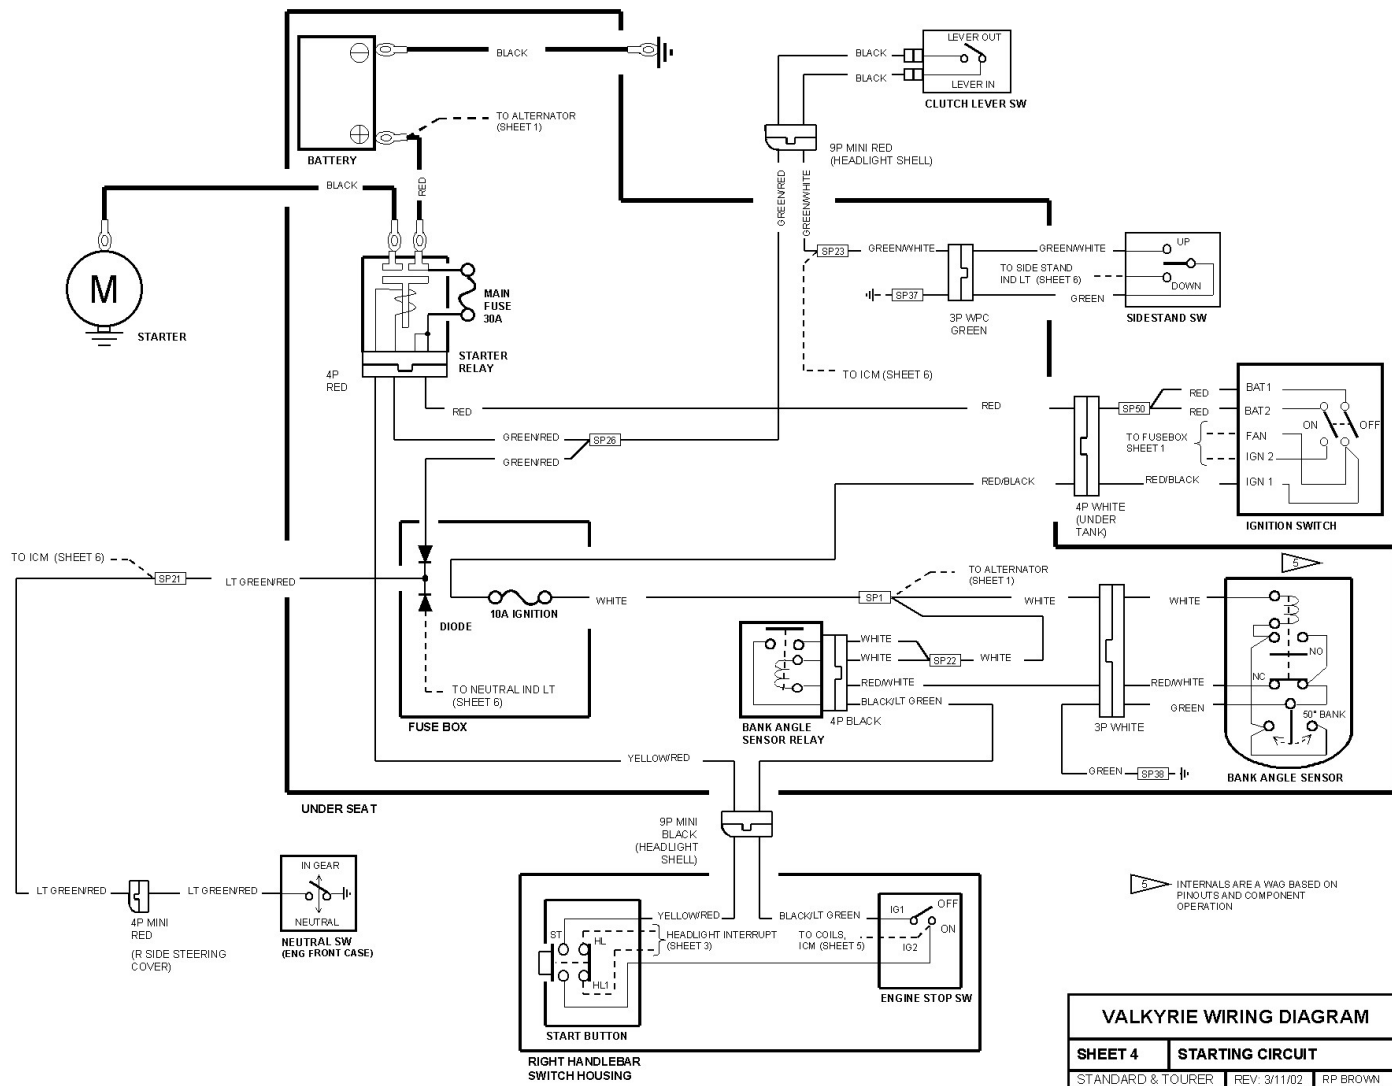 BLACK
TO ALTERNATOR
(SHEET 1)
BATTERY
BLACK
RED
M
STARTER
MAIN
FUSE
30A
STARTER
RELAY
4P
RED
BLACK
BLACK
LEVER OUT
LEVER IN
CLUTCH LEVER SW
9P MINI RED
(HEADLIGHT SHELL)
GREEN/RED
GREEN/WHITE
SP23
GREEN/WHITE
GREEN/WHITE
TO SIDE STAND
IND LT (SHEET 6)
SP37
GREEN
3P WPC
GREEN
UP
DOWN
SIDESTAND SW
TO ICM (SHEET 6)
RED
RED
SP50
RED
RED
BAT1
BAT2
FAN
IGN 2
IGN 1
ON
OFF
TO FUSEBOX
SHEET 1
IGNITION SWITCH
GREEN/RED
SP26
GREEN/RED
RED/BLACK
RED/BLACK
4P WHITE
(UNDER
TANK)
TO ICM (SHEET 6)
SP21
LT GREEN/RED
10A IGNITION
DIODE
TO NEUTRAL IND LT
(SHEET 6)
FUSE BOX
WHITE
SP1
TO ALTERNATOR
(SHEET 1)
WHITE
WHITE
WHITE
WHITE
SP22
WHITE
RED/WHITE
BLACK/LT GREEN
4P BLACK
BANK ANGLE
SENSOR RELAY
RED/WHITE
GREEN
3P WHITE
GREEN
SP38
5
NO
NC
50° BANK
BANK ANGLE SENSOR
YELLOW/RED
UNDER SEAT
9P MINI
BLACK
(HEADLIGHT
SHELL)
LT GREEN/RED
LT GREEN/RED
4P MINI
RED
(R SIDE STEERING
COVER)
IN GEAR
NEUTRAL
NEUTRAL SW
(ENG FRONT CASE)
YELLOW/RED
BLACK/LT GREEN
ST
HL
HL1
HEADLIGHT INTERRUPT
(SHEET 3)
TO COILS,
ICM (SHEET 5)
IG1
OFF
ON
IG2
ENGINE STOP SW
START BUTTON
RIGHT HANDLEBAR
SWITCH HOUSING
5
INTERNALS ARE A WAG BASED ON
PINOUTS AND COMPONENT
OPERATION
VALKYRIE WIRING DIAGRAM
SHEET 4
STARTING CIRCUIT
STANDARD & TOURER
REV: 3/11/02
RP BROWN